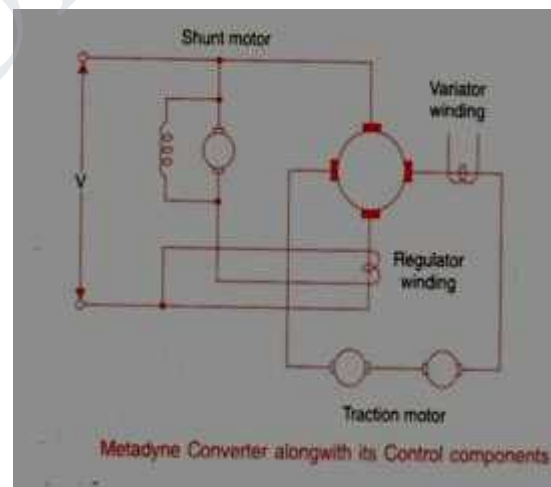 Shunt motor
Variator
winding
V
Regulator
winding
Traction motor
Metadyne Converter alongwith its Control components